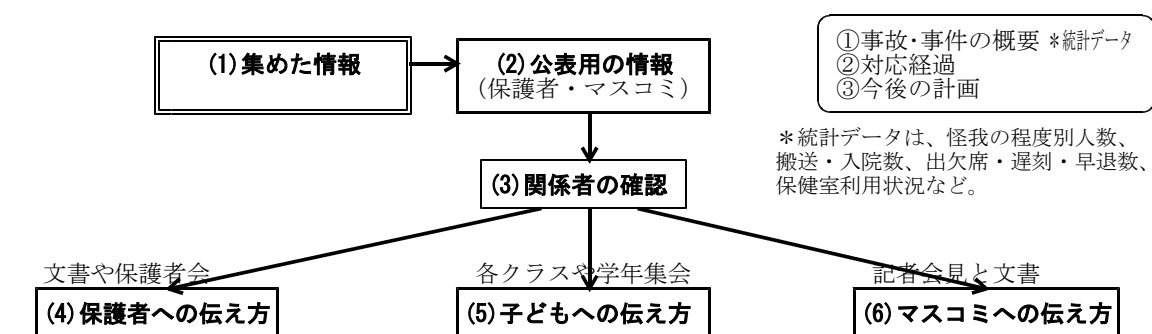 (1)集めた情報
(2)公表用の情報
(保護者・マスコミ)
①事故・事件の概要 *統計データ
②対応経過
③今後の計画
*統計データは、怪我の程度別人数、
搬送・入院数、出欠席・遅刻・早退数、
保健室利用状況など。
(3)関係者の確認
文書や保護者会
(4)保護者への伝え方
各クラスや学年集会
(5)子どもへの伝え方
記者会見と文書
(6)マスコミへの伝え方